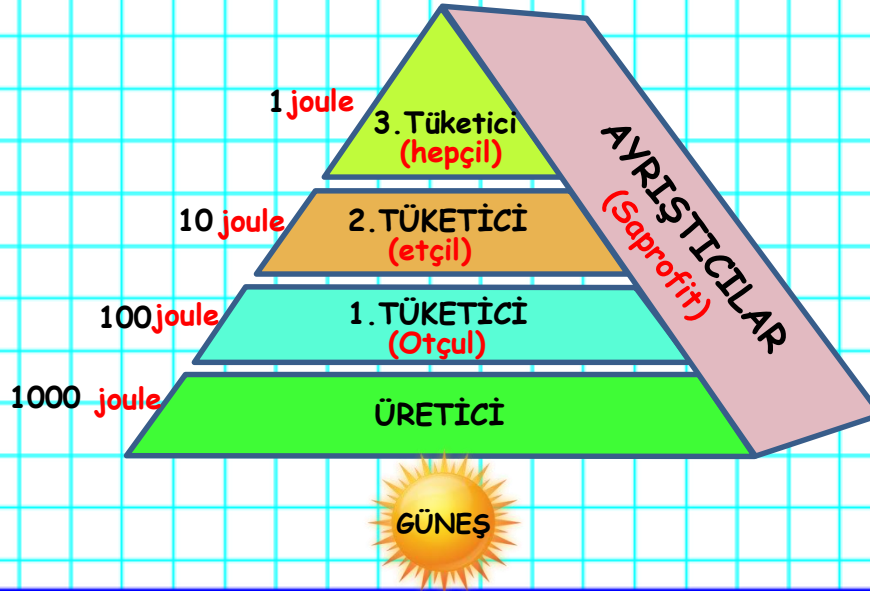 1 joule
3.Tüketici
(hepçil)
10 joule
2.TÜKETİCİ
(etçil)
100joule
1.TÜKETİCİ
(Otçul)
1000 joule
ÜRETİCİ
AYRIŞTICILAR
(Saprofit)
GÜNEŞ